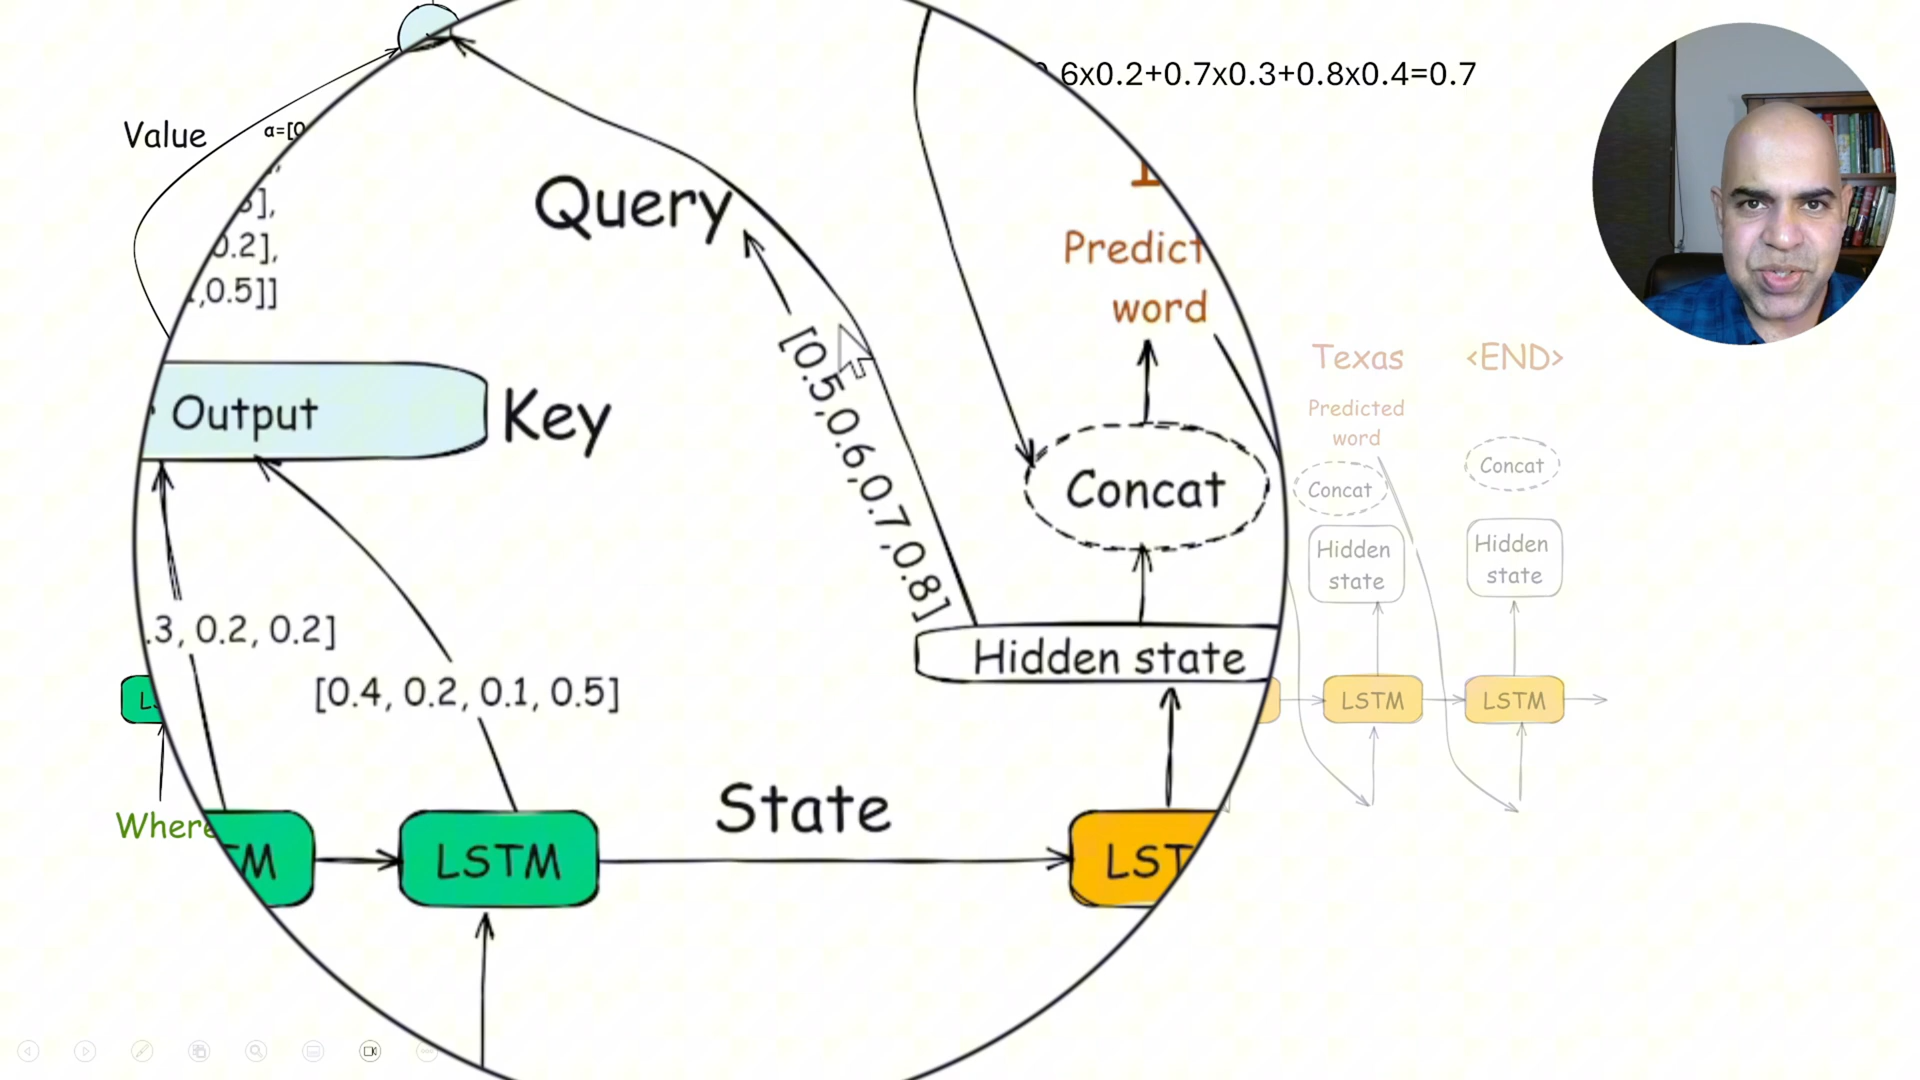 6x0.2+0.7x0.3+0.8x0.4=0.7
Value
α=[0
Query
0.2],
,0.5]]
Predict
word
[0.5,0.6,0.7,0.8]
Texas
<END>
Predicted
word
Output
Key
Concat
Concat
Concat
Hidden
state
Hidden
state
.3, 0.2, 0.2]
Hidden state
[0.4, 0.2, 0.1, 0.5]
LSTM
LSTM
State
Where
LSTM